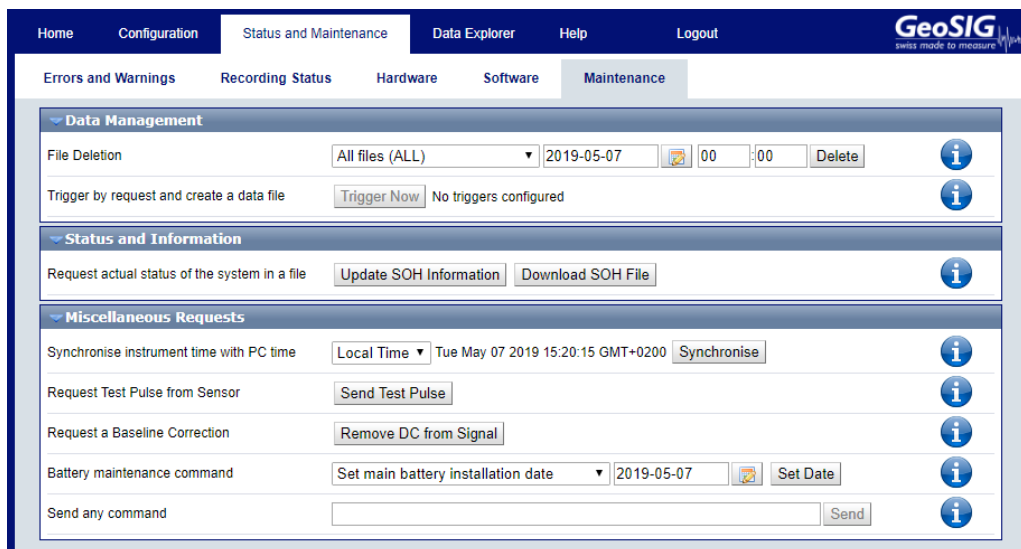 Home Configuration Status and Maintenance Data Explorer Help Logout GeoSIG
swiss made to measure
Errors and Warnings Recording Status Hardware Software Maintenance
Data Management
File Deletion All files (ALL) 2019-05-07 00 :00 Delete
Trigger by request and create a data file Trigger Now No triggers configured
Status and Information
Request actual status of the system in a file Update SOH Information Download SOH File
Miscellaneous Requests
Synchronise instrument time with PC time Local Time Tue May 07 2019 15:20:15 GMT+0200 Synchronise
Request Test Pulse from Sensor Send Test Pulse
Request a Baseline Correction Remove DC from Signal
Battery maintenance command Set main battery installation date 2019-05-07 Set Date
Send any command Send